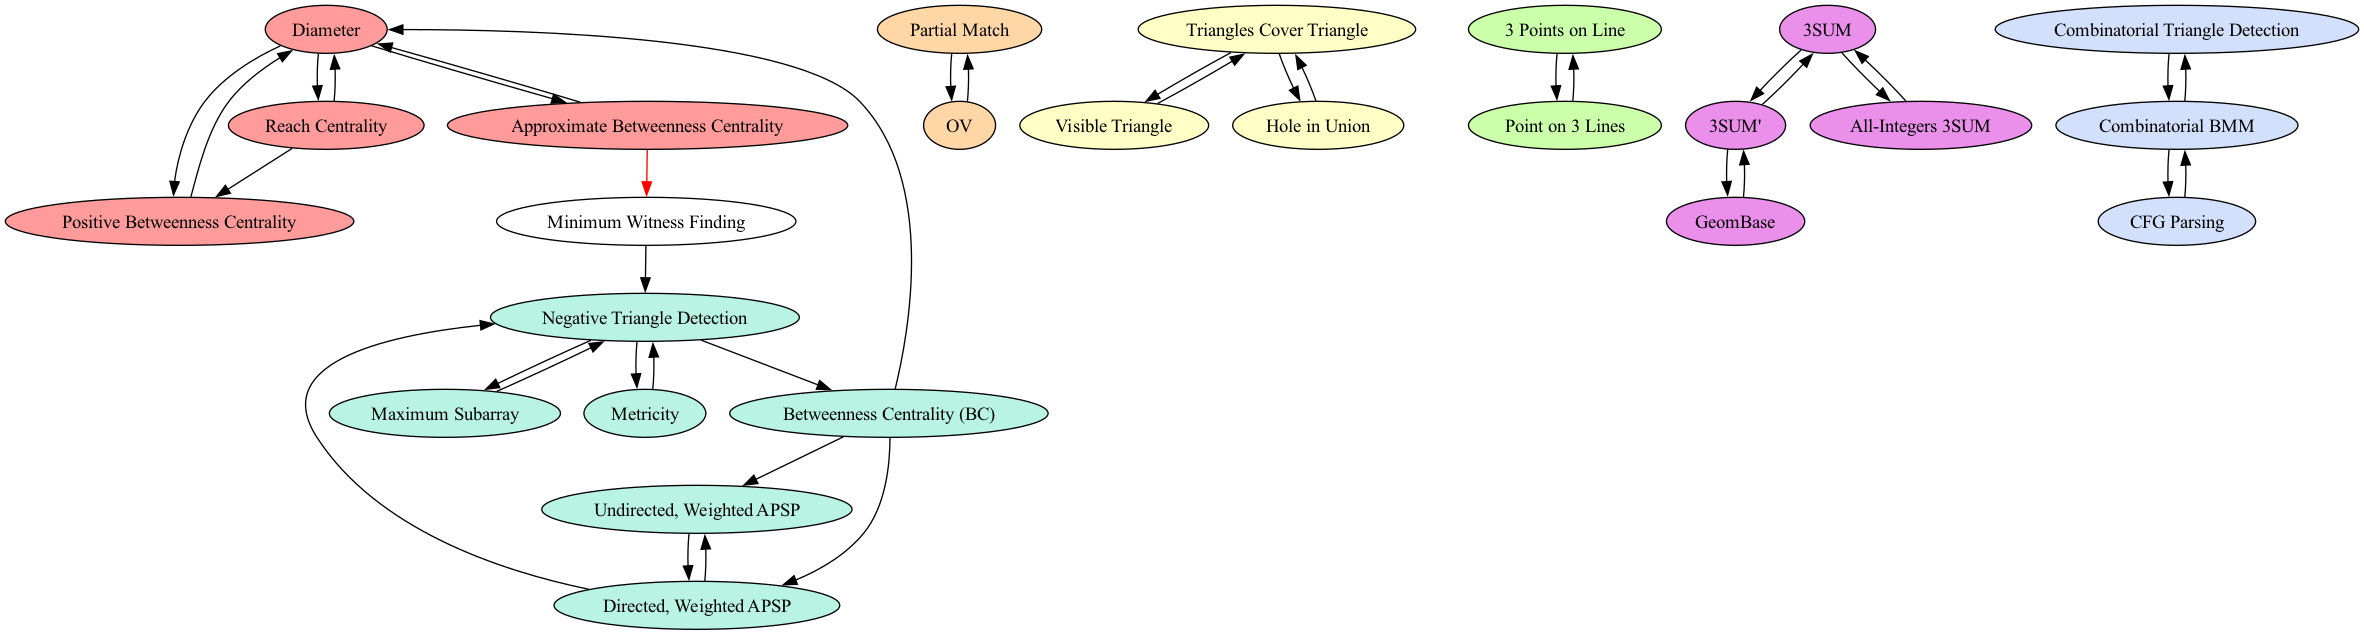 Diameter
Partial Match
Triangles Cover Triangle
3 Points on Line
3SUM
Combinatorial Triangle Detection
Reach Centrality
Approximate Betweenness Centrality
OV
Visible Triangle
Hole in Union
Point on 3 Lines
3SUM'
All-Integers 3SUM
Combinatorial BMM
Positive Betweenness Centrality
Minimum Witness Finding
GeomBase
CFG Parsing
Negative Triangle Detection
Maximum Subarray
Metricity
Betweenness Centrality (BC)
Undirected, Weighted APSP
Directed, Weighted APSP